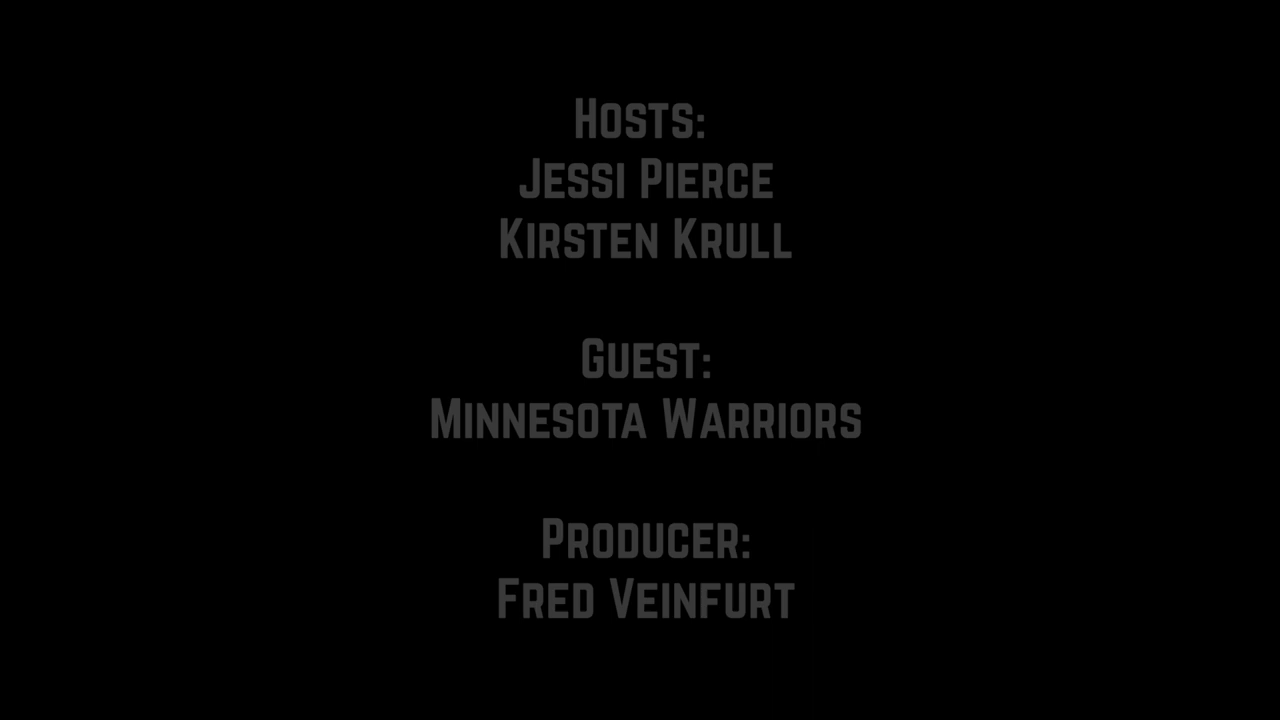 Hosts:
Jessi Pierce
Kirsten Krull
Guest:
Minnesota Warriors
Producer:
Fred Veinfurt